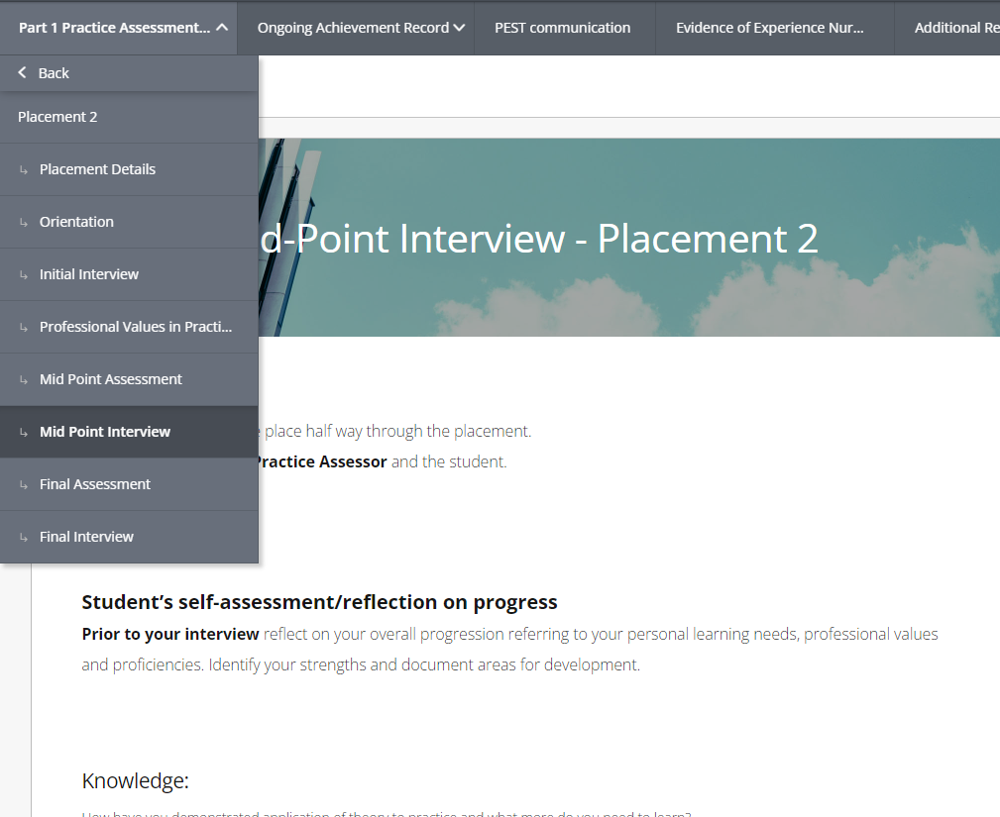 Part 1 Practice Assessment...
Ongoing Achievement Record
PEST communication
Evidence of Experience Nur...
Additional Re
Back
Placement 2
Placement Details
Orientation
Initial Interview
Professional Values in Practi...
Mid Point Assessment
Mid Point Interview
Final Assessment
Final Interview
d-Point Interview - Placement 2
place half way through the placement.
Practice Assessor and the student.
Student’s self-assessment/reflection on progress
Prior to your interview reflect on your overall progression referring to your personal learning needs, professional values
and proficiencies. Identify your strengths and document areas for development.
Knowledge:
How have you demonstrated application of theory to practice and what more do you need to learn?